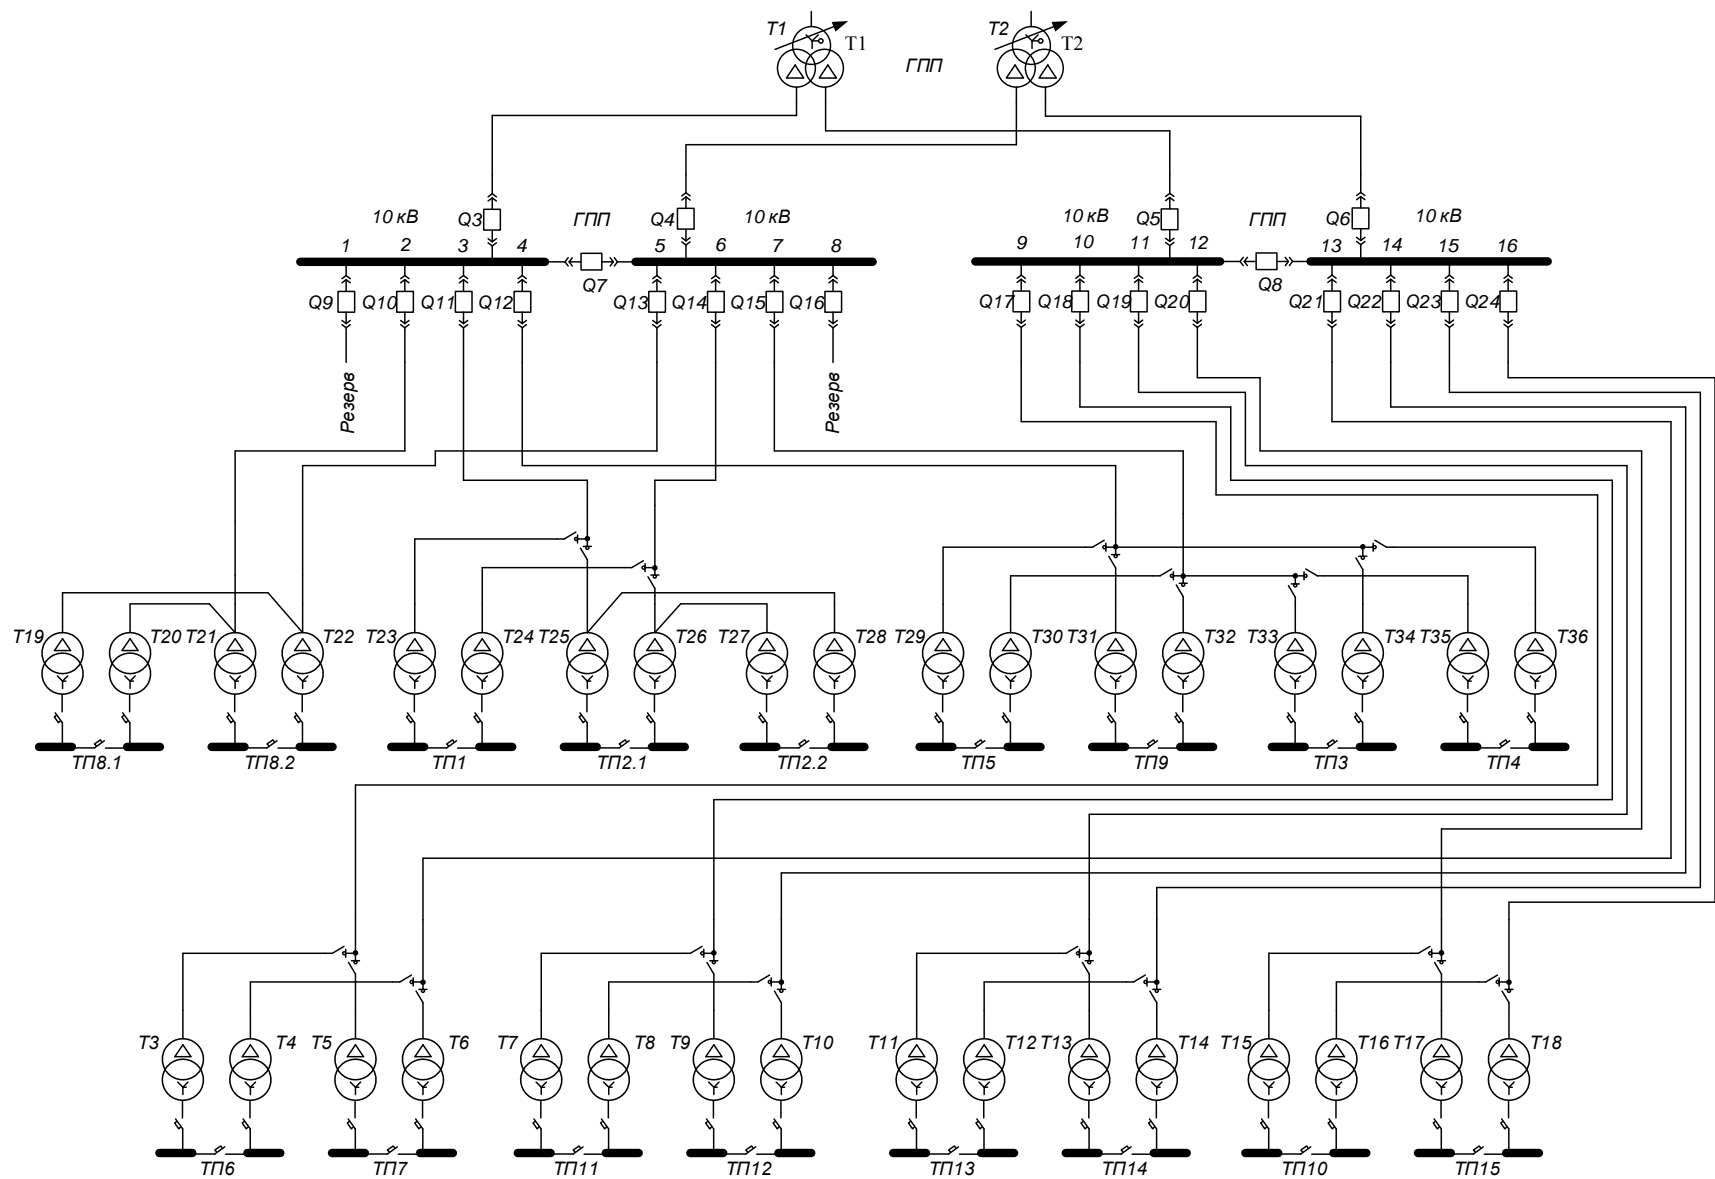 T1 T1 ГПП T2 T2
10 кВ Q3 ГПП Q4 10 кВ 10 кВ Q5 ГПП Q6 10 кВ
1 2 3 4 5 6 7 8 9 10 11 12 13 14 15 16
Q7 Q8
Q9 Q10 Q11 Q12 Q13 Q14 Q15 Q16 Q17 Q18 Q19 Q20 Q21 Q22 Q23 Q24
Резерв Резерв
T19 T20 T21 T22 T23 T24 T25 T26 T27 T28 T29 T30 T31 T32 T33 T34 T35 T36
ТП8.1 ТП8.2 ТП1 ТП2.1 ТП2.2 ТП5 ТП9 ТП3 ТП4
T3 T4 T5 T6 T7 T8 T9 T10 T11 T12 T13 T14 T15 T16 T17 T18
ТП6 ТП7 ТП11 ТП12 ТП13 ТП14 ТП10 ТП15